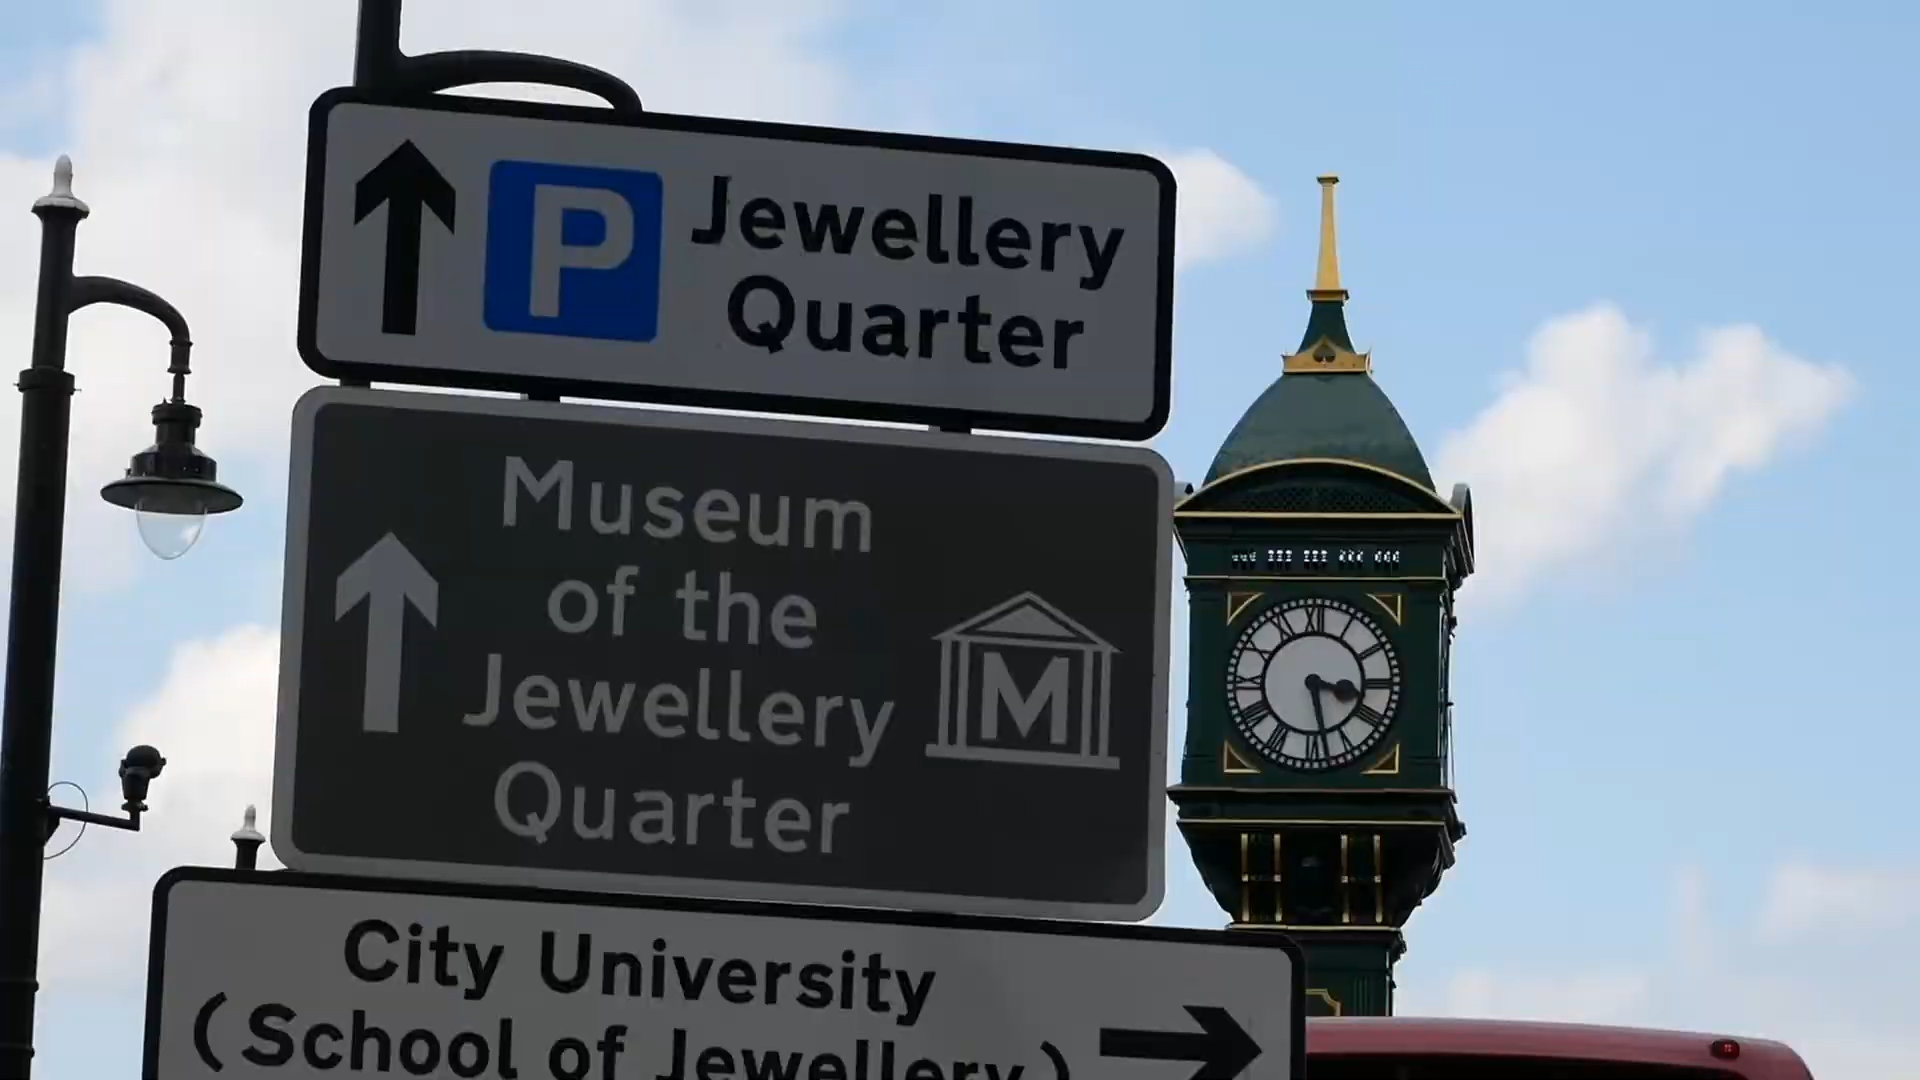 P Jewellery
Quarter
Museum
of the
Jewellery
Quarter
M
City University
(School of Jewellery)